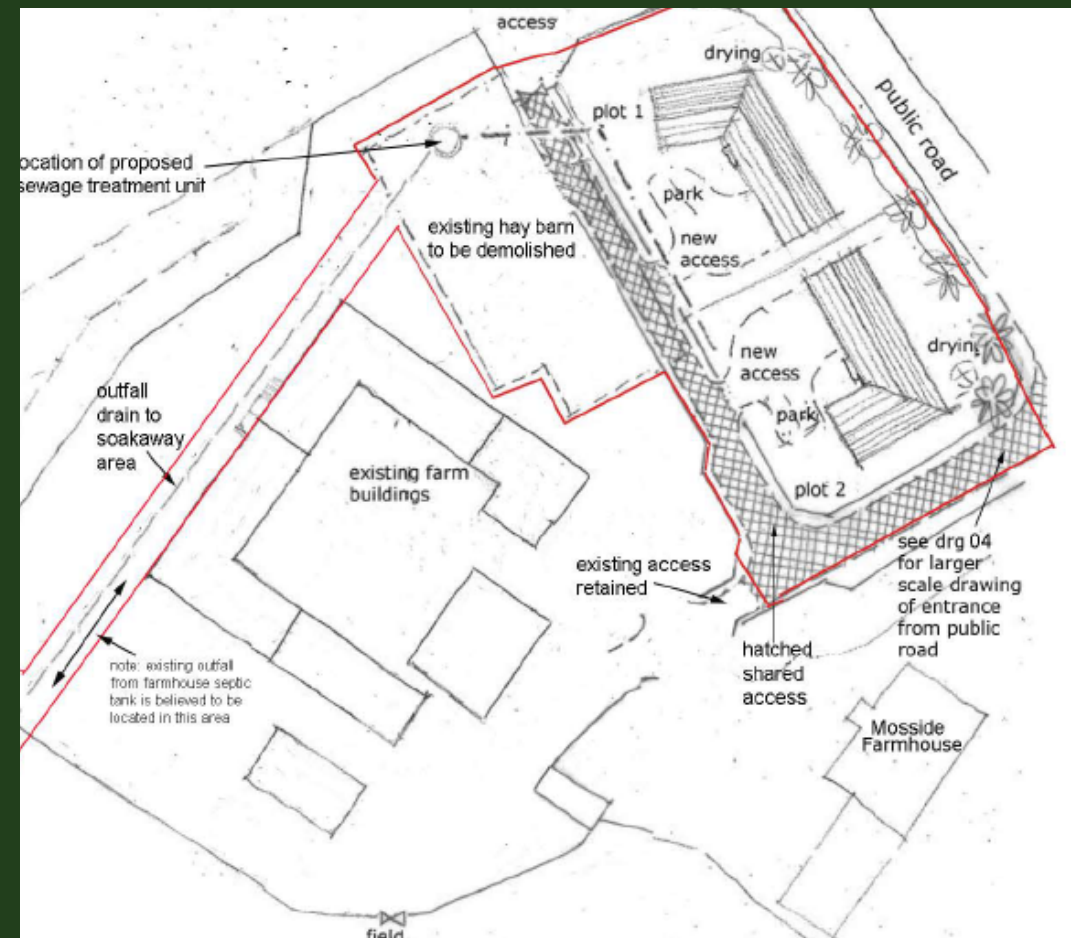 access
drying
plot 1
public road
ocation of proposed
sewage treatment unit
park
existing hay barn
to be demolished
new
access
new
access
drying
park
outfall
drain to
soakaway
area
existing farm
buildings
plot 2
see drg 04
for larger
scale drawing
of entrance
from public
road
existing access
retained
hatched
shared
access
note: existing outfall
from farmhouse septic
tank is believed to be
located in this area
Mosside
Farmhouse
field